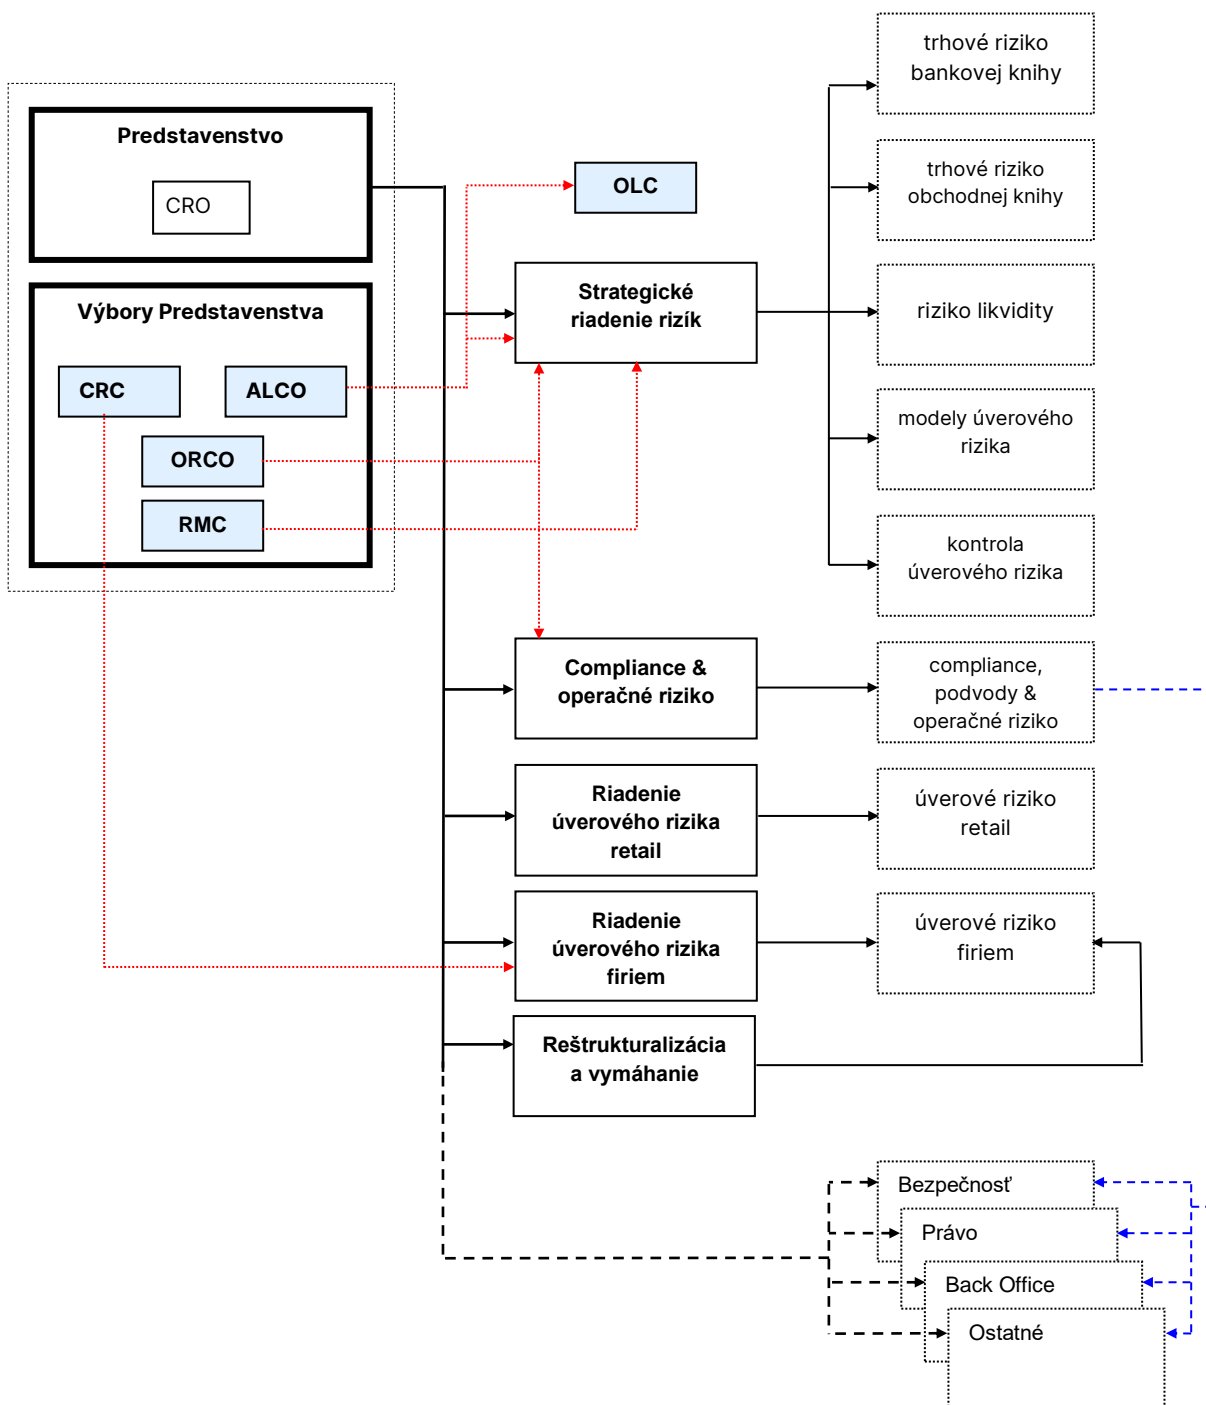 Predstavenstvo
CRO
Výbory Predstavenstva
CRC
ALCO
ORCO
RMC
OLC
Strategické
riadenie rizík
Compliance &
operačné riziko
Riadenie
úverového rizika
retail
Riadenie
úverového rizika
firiem
Reštrukturalizácia
a vymáhanie
trhové riziko
bankovej knihy
trhové riziko
obchodnej knihy
riziko likvidity
modely úverového
rizika
kontrola
úverového rizika
compliance,
podvody &
operačné riziko
úverové riziko
retail
úverové riziko
firiem
Bezpečnosť
Právo
Back Office
Ostatné